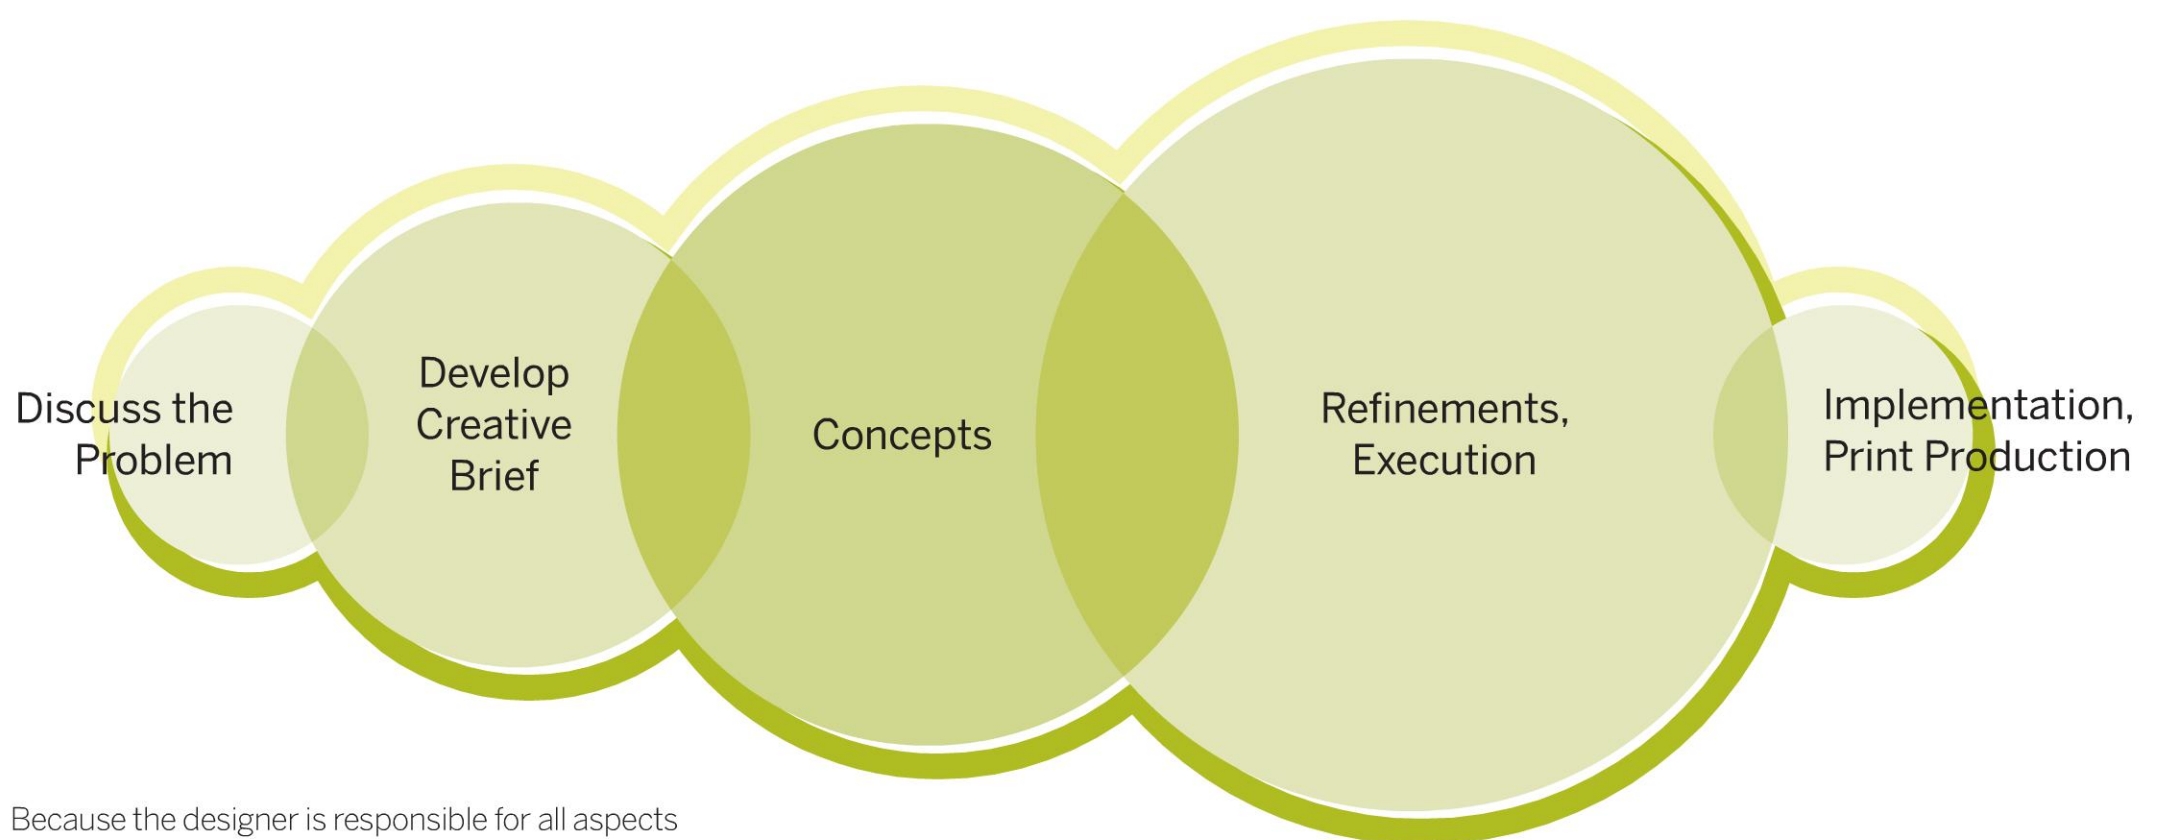 Discuss the
Problem
Develop
Creative
Brief
Concepts
Refinements,
Execution
Implementation,
Print Production
Because the designer is responsible for all aspects